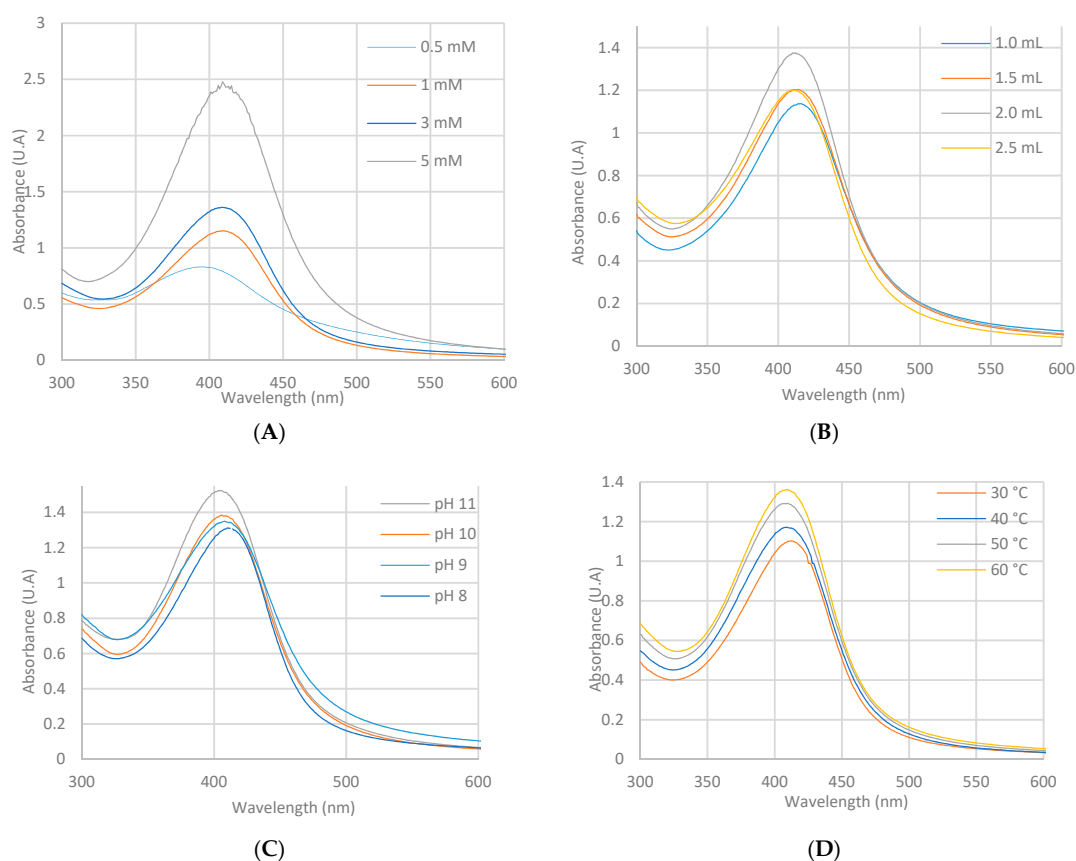 3
2.5
2
1.5
1
0.5
0
Absorbance (U.A)
0.5 mM
1 mM
3 mM
5 mM
300 350 400 450 500 550 600
Wavelength (nm)
(A)
1.4
1.2
1
0.8
0.6
0.4
0.2
0
Absorbance (U.A)
1.0 mL
1.5 mL
2.0 mL
2.5 mL
300 350 400 450 500 550 600
Wavelength (nm)
(B)
1.4
1.2
1
0.8
0.6
0.4
0.2
0
Absorbance (U.A)
pH 11
pH 10
pH 9
pH 8
300 400 500 600
Wavelength (nm)
(C)
1.4
1.2
1
0.8
0.6
0.4
0.2
0
Absorbance (U.A)
30 °C
40 °C
50 °C
60 °C
300 350 400 450 500 550 600
Wavelength (nm)
(D)